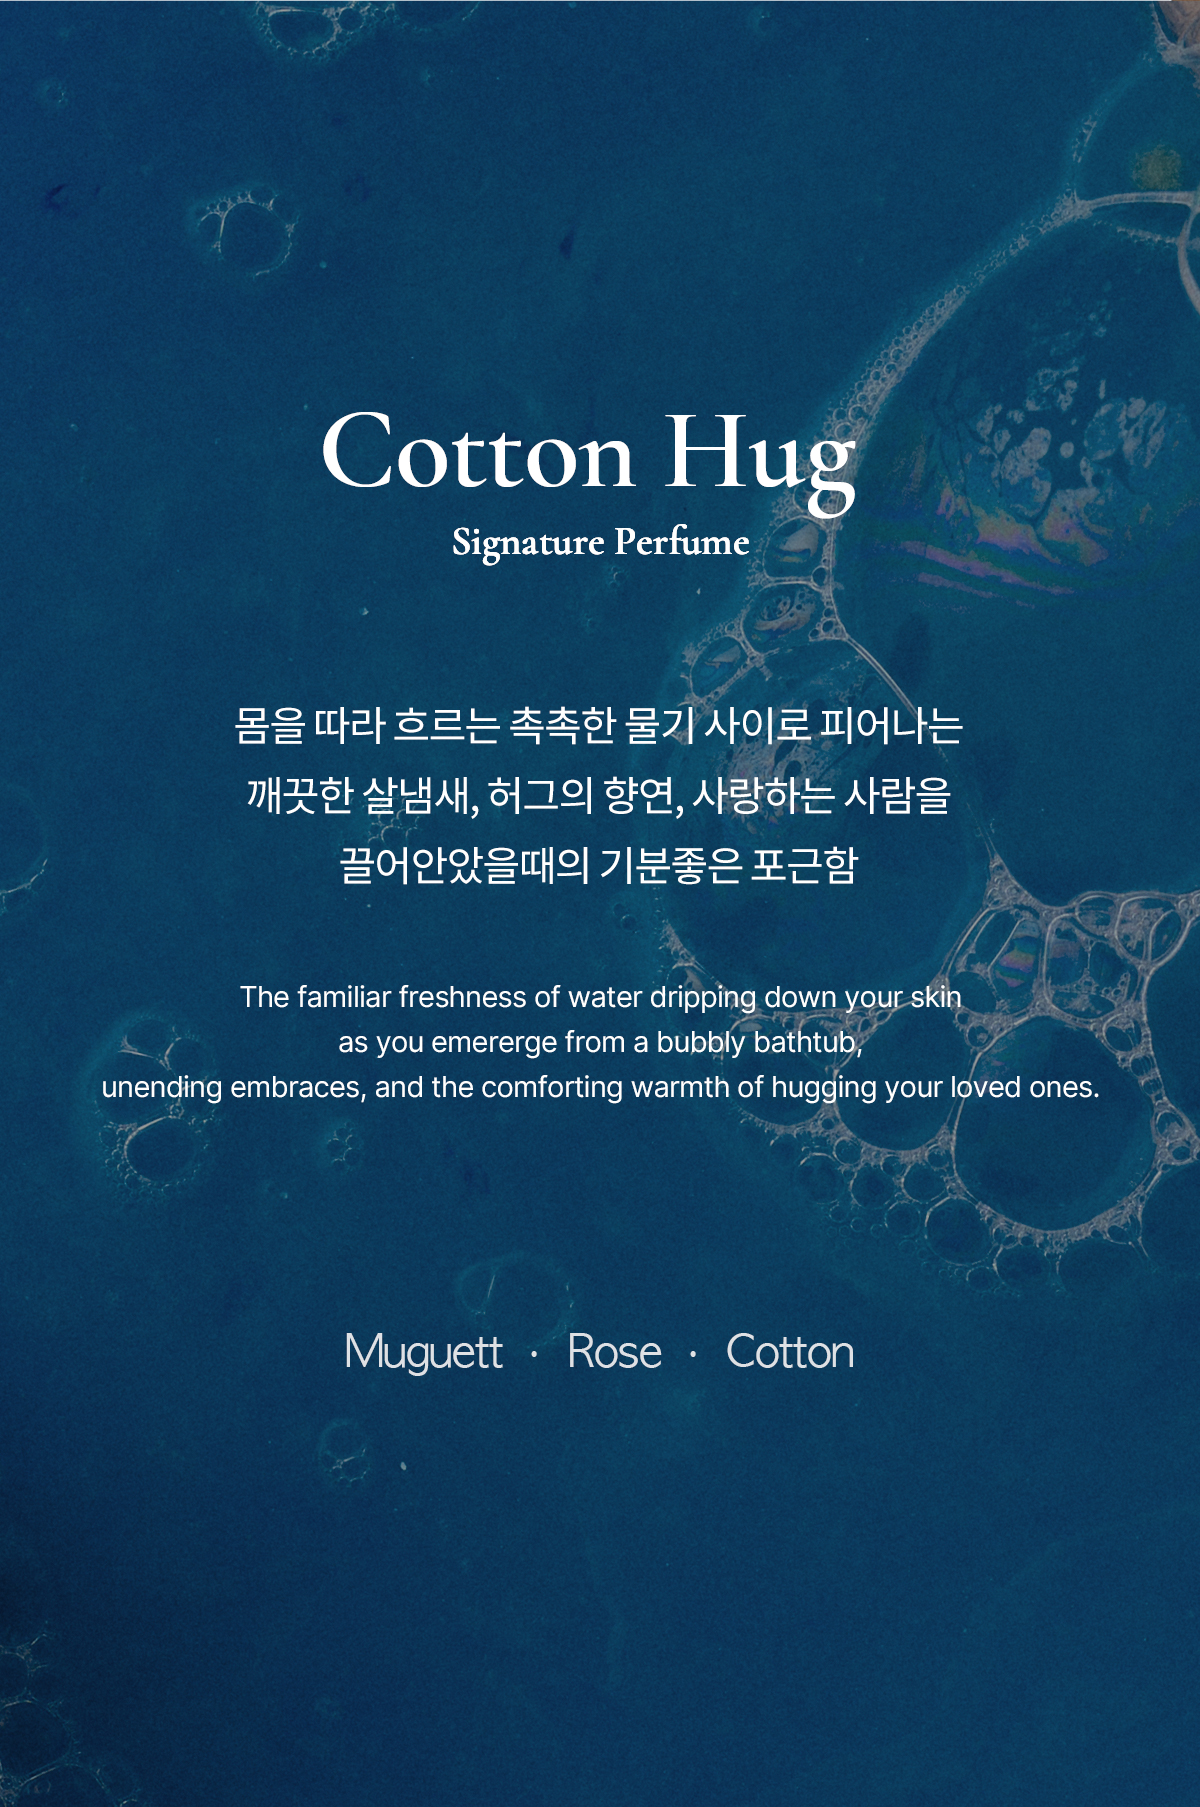 Cotton Hug
Signature Perfume
몸을 따라 흐르는 촉촉한 물기 사이로 피어나는
깨끗한 살냄새, 허그의 향연, 사랑하는 사람을
끌어안았을때의 기분좋은 포근함
The familiar freshness of water dripping down your skin
as you emererge from a bubbly bathtub,
unending embraces, and the comforting warmth of hugging your loved ones.
Muguett · Rose · Cotton